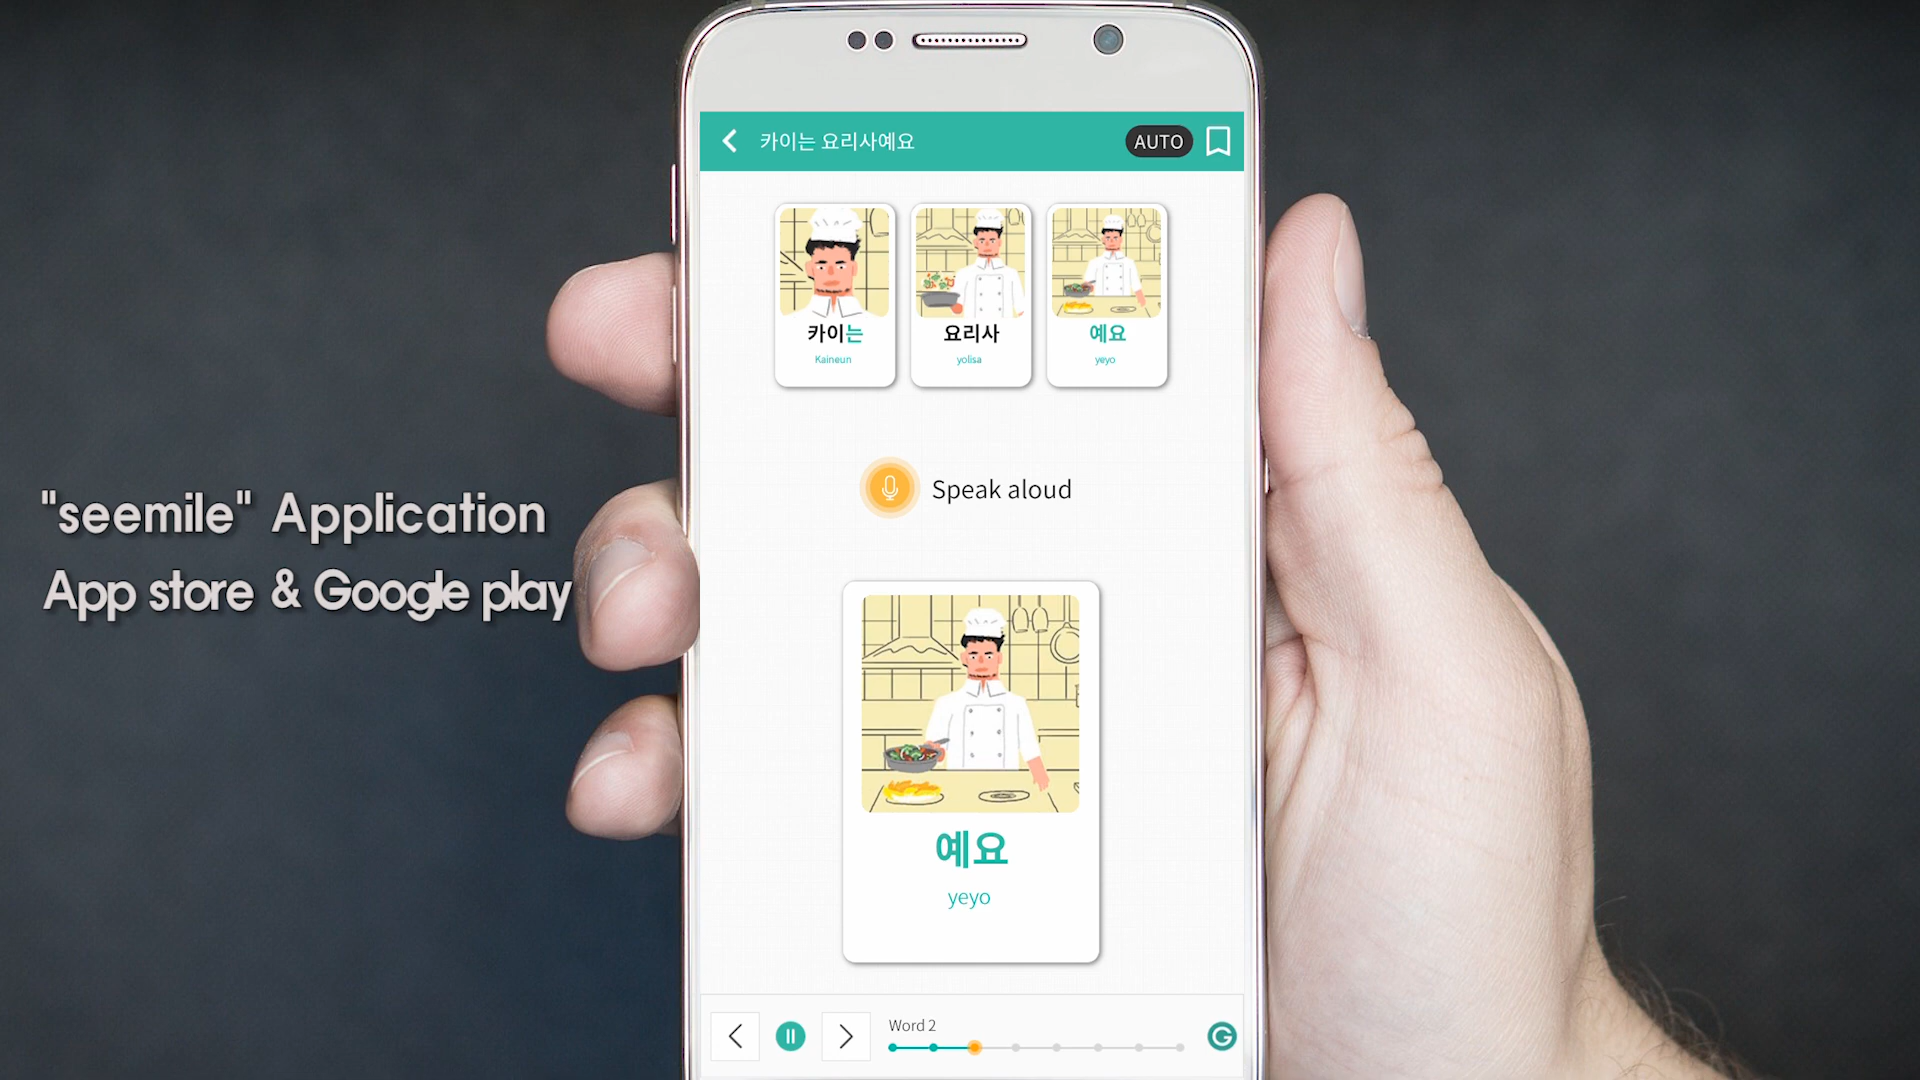 카이는 요리사예요
AUTO
카이는
Kaineun
요리사
yolisa
예요
yeyo
Speak aloud
"seemile" Application
App store & Google play
예요
yeyo
Word 2
G